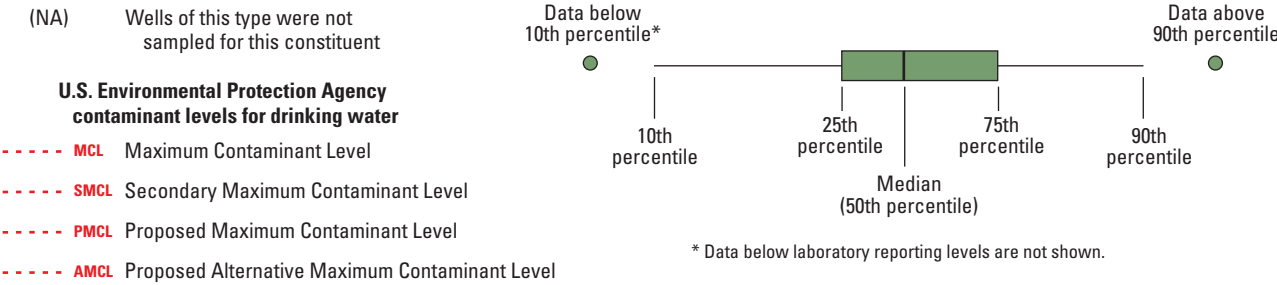 (NA) Wells of this type were not
sampled for this constituent
U.S. Environmental Protection Agency
contaminant levels for drinking water
MCL Maximum Contaminant Level
SMCL Secondary Maximum Contaminant Level
PMCL Proposed Maximum Contaminant Level
AMCL Proposed Alternative Maximum Contaminant Level
Data below
10th percentile*
Data above
90th percentile
10th
percentile
25th
percentile
Median
(50th percentile)
75th
percentile
90th
percentile
* Data below laboratory reporting levels are not shown.